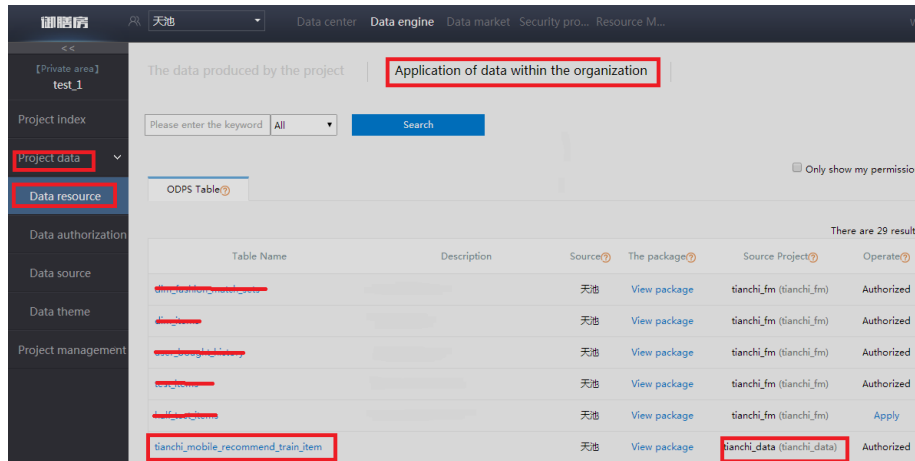 御膳房 天池 Data center Data engine Data market Security pro... Resource M...
<<
[Private area]
test_1
The data produced by the project Application of data within the organization
Project index
Please enter the keyword All Search
Project data
Only show my permissio
Data resource
ODPS Table?
Data authorization
There are 29 result
Table Name Description Source? The package? Source Project? Operate?
Data source
dim_fashion_match_sets 天池 View package tianchi_fm (tianchi_fm) Authorized
Data theme
dim_items 天池 View package tianchi_fm (tianchi_fm) Authorized
Project management
user_bought_history 天池 View package tianchi_fm (tianchi_fm) Authorized
test_items 天池 View package tianchi_fm (tianchi_fm) Authorized
half_test_items 天池 View package tianchi_fm (tianchi_fm) Apply
tianchi_mobile_recommend_train_item 天池 View package tianchi_data (tianchi_data) Authorized